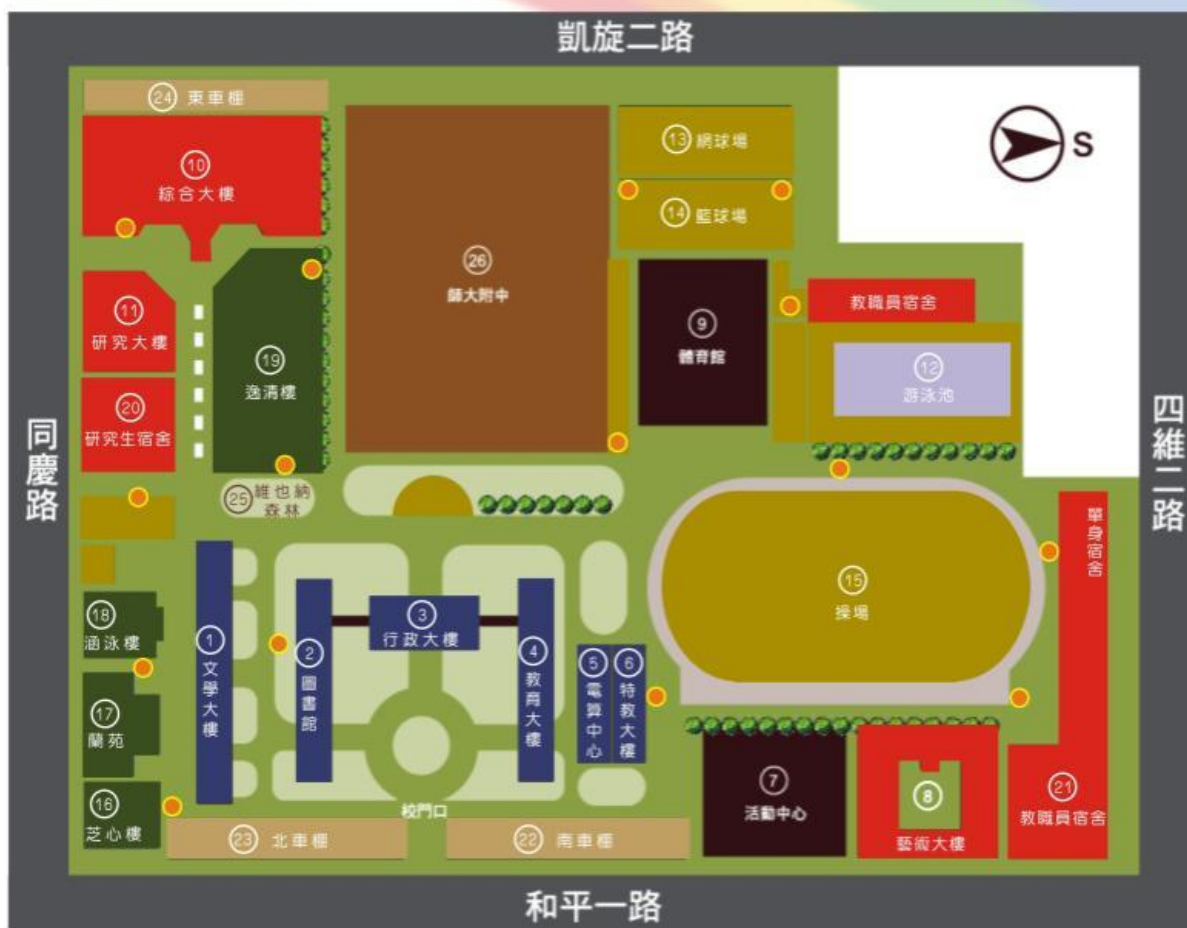 凱旋二路
㉔ 東車棚
⑩
綜合大樓
⑬ 網球場
⑭ 籃球場
S
㉖
師大附中
⑪
研究大樓
⑲
逸清樓
⑨
體育館
教職員宿舍
⑫
游泳池
⑳
研究生宿舍
同慶路
四維二路
㉕ 維也納
森林
單身宿舍
⑮
操場
⑱
涵泳樓
① 文學大樓
② 圖書館
③
行政大樓
④ 教育大樓
⑤ 電算中心
⑥ 特教大樓
⑰
蘭苑
⑯
芝心樓
⑦
活動中心
⑧
藝術大樓
㉑
教職員宿舍
校門口
㉓ 北車棚
㉒ 南車棚
和平一路